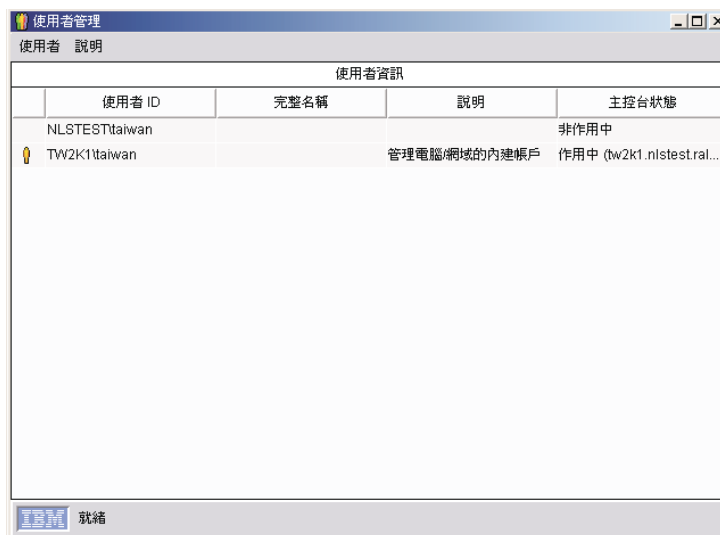 使用者管理
使用者 說明
使用者資訊
使用者 ID 完整名稱 說明 主控台狀態
NLSTEST\taiwan 非作用中
TW2K1\taiwan 管理電腦/網域的內建帳戶 作用中 (tw2k1.nlstest.ral...
IBM 就緒